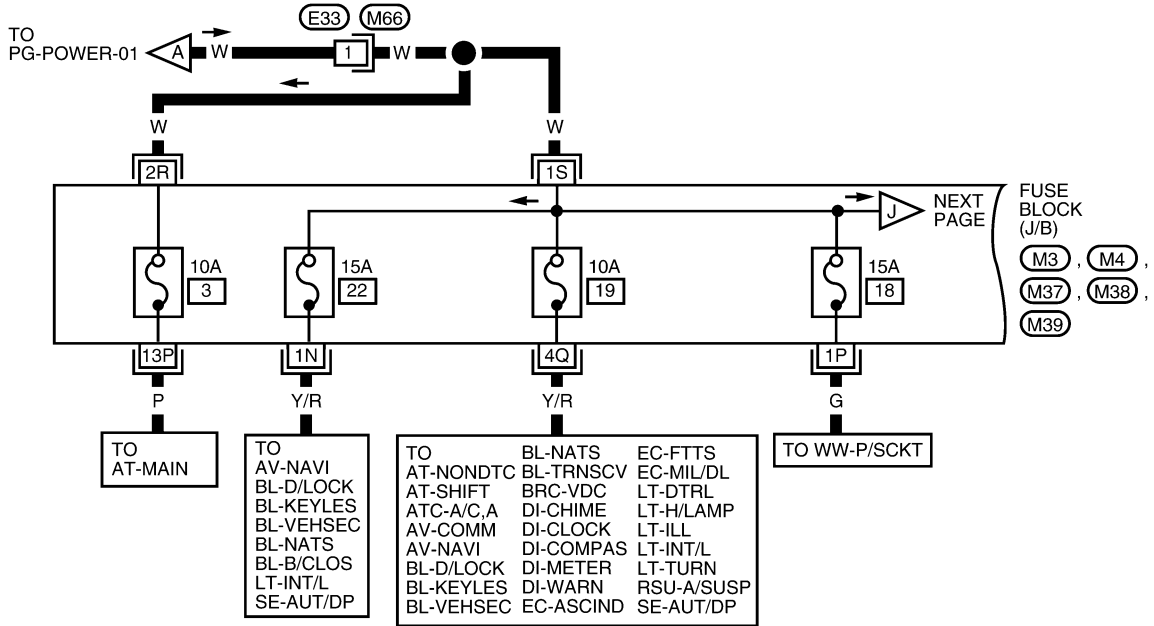 E33 M66
TO
PG-POWER-01
A W 1 W
W W
2R 1S
J
NEXT
PAGE
FUSE
BLOCK
(J/B)
M3 , M4 ,
M37 , M38 ,
M39
10A
3
15A
22
10A
19
15A
18
13P 1N 4Q 1P
P Y/R Y/R G
TO
AT-MAIN
TO
AV-NAVI
BL-D/LOCK
BL-KEYLES
BL-VEHSEC
BL-NATS
BL-B/CLOS
LT-INT/L
SE-AUT/DP
TO
AT-NONDTC
AT-SHIFT
ATC-A/C,A
AV-COMM
AV-NAVI
BL-D/LOCK
BL-KEYLES
BL-VEHSEC
BL-NATS
BL-TRNSCV
BRC-VDC
DI-CHIME
DI-CLOCK
DI-COMPAS
DI-METER
DI-WARN
EC-ASCIND
EC-FTTS
EC-MIL/DL
LT-DTRL
LT-H/LAMP
LT-ILL
LT-INT/L
LT-TURN
RSU-A/SUSP
SE-AUT/DP
TO WW-P/SCKT